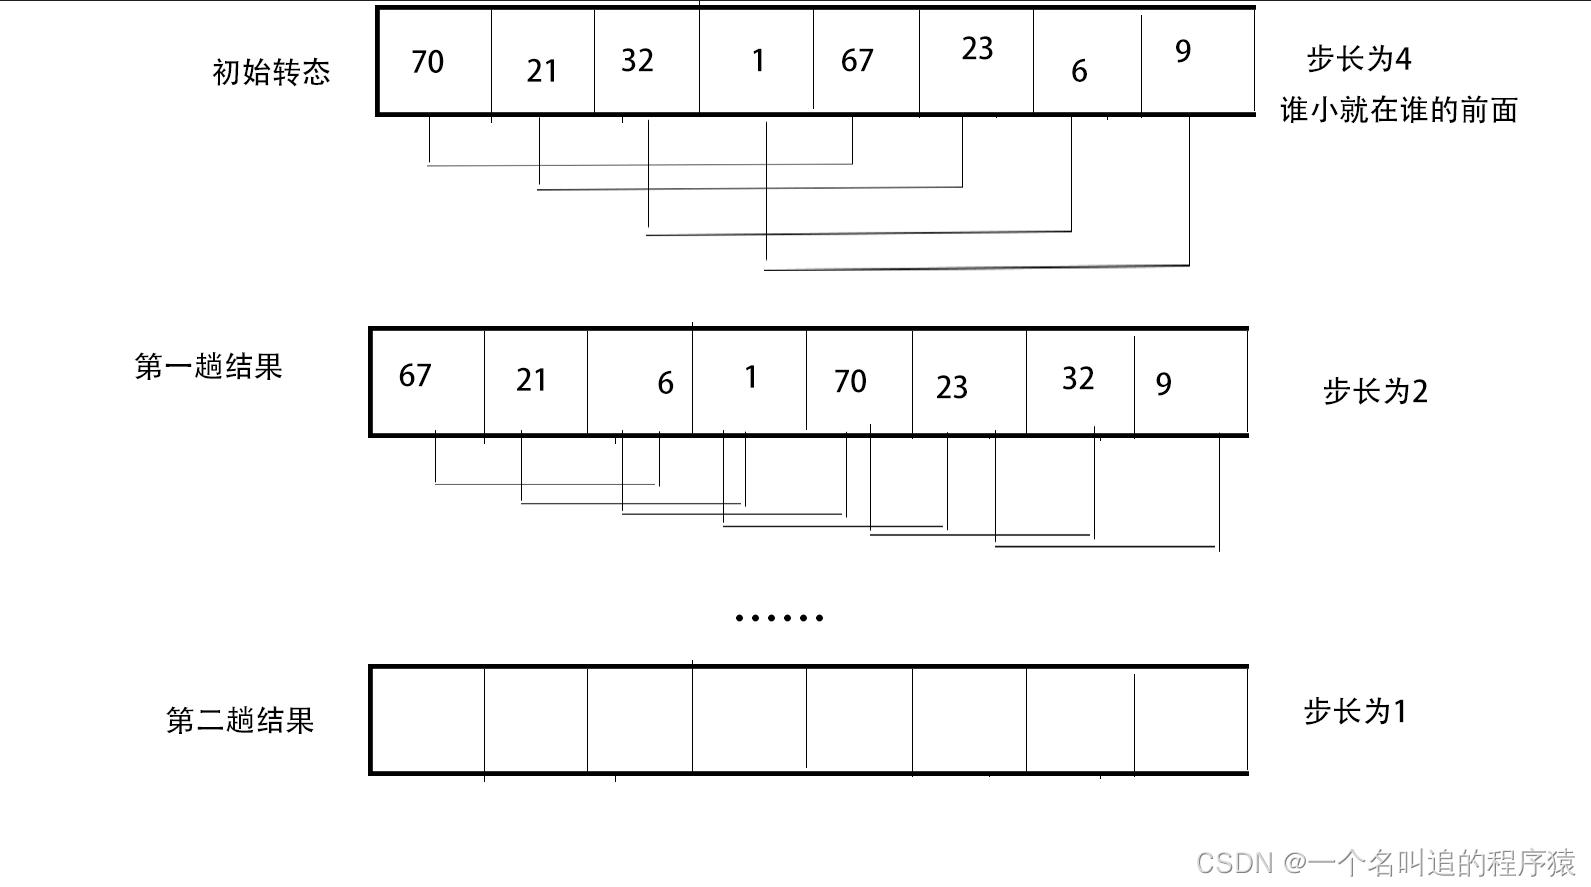 初始转态
70 21 32 1 67 23 6 9
步长为4
谁小就在谁的前面
第一趟结果
67 21 6 1 70 23 32 9
步长为2
······
第二趟结果
步长为1
CSDN @一个名叫追的程序猿